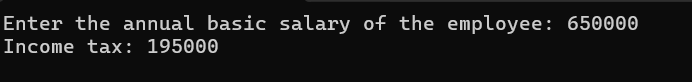 Enter the annual basic salary of the employee: 650000
Income tax: 195000